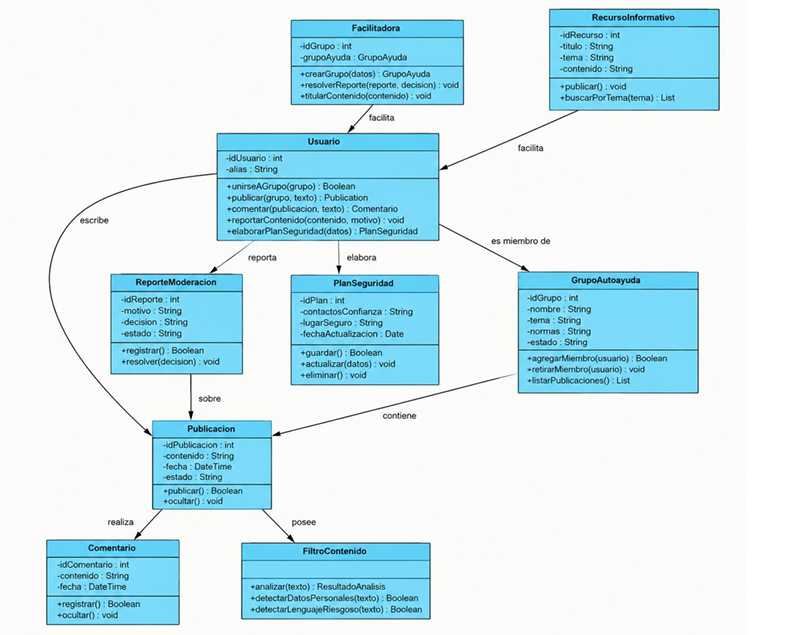 Facilitadora
-idGrupo : int
-grupoAyuda : GrupoAyuda
+crearGrupo(datos) : GrupoAyuda
+resolverReporte(reporte, decision) : void
+titularContenido(contenido) : void
RecursoInformativo
-idRecurso : int
-titulo : String
-tema : String
-contenido : String
+publicar() : void
+buscarPorTema(tema) : List
facilita
facilita
Usuario
-idUsuario : int
-alias : String
+unirseAGrupo(grupo) : Boolean
+publicar(grupo, texto) : Publication
+comentar(publicacion, texto) : Comentario
+reportarContenido(contenido, motivo) : void
+elaborarPlanSeguridad(datos) : PlanSeguridad
escribe
reporta
elabora
es miembro de
ReporteModeracion
-idReporte : int
-motivo : String
-decision : String
-estado : String
+registrar() : Boolean
+resolver(decision) : void
PlanSeguridad
-idPlan : int
-contactosConfianza : String
-lugarSeguro : String
-fechaActualizacion : Date
+guardar() : Boolean
+actualizar(datos) : void
+eliminar() : void
GrupoAutoayuda
-idGrupo : int
-nombre : String
-tema : String
-normas : String
-estado : String
+agregarMiembro(usuario) : Boolean
+retirarMiembro(usuario) : void
+listarPublicaciones() : List
sobre
contiene
Publicacion
-idPublicacion : int
-contenido : String
-fecha : DateTime
-estado : String
+publicar() : Boolean
+ocultar() : void
realiza
posee
Comentario
-idComentario : int
-contenido : String
-fecha : DateTime
+registrar() : Boolean
+ocultar() : void
FiltroContenido
+analizar(texto) : ResultadoAnalisis
+detectarDatosPersonales(texto) : Boolean
+detectarLenguajeRiesgoso(texto) : Boolean